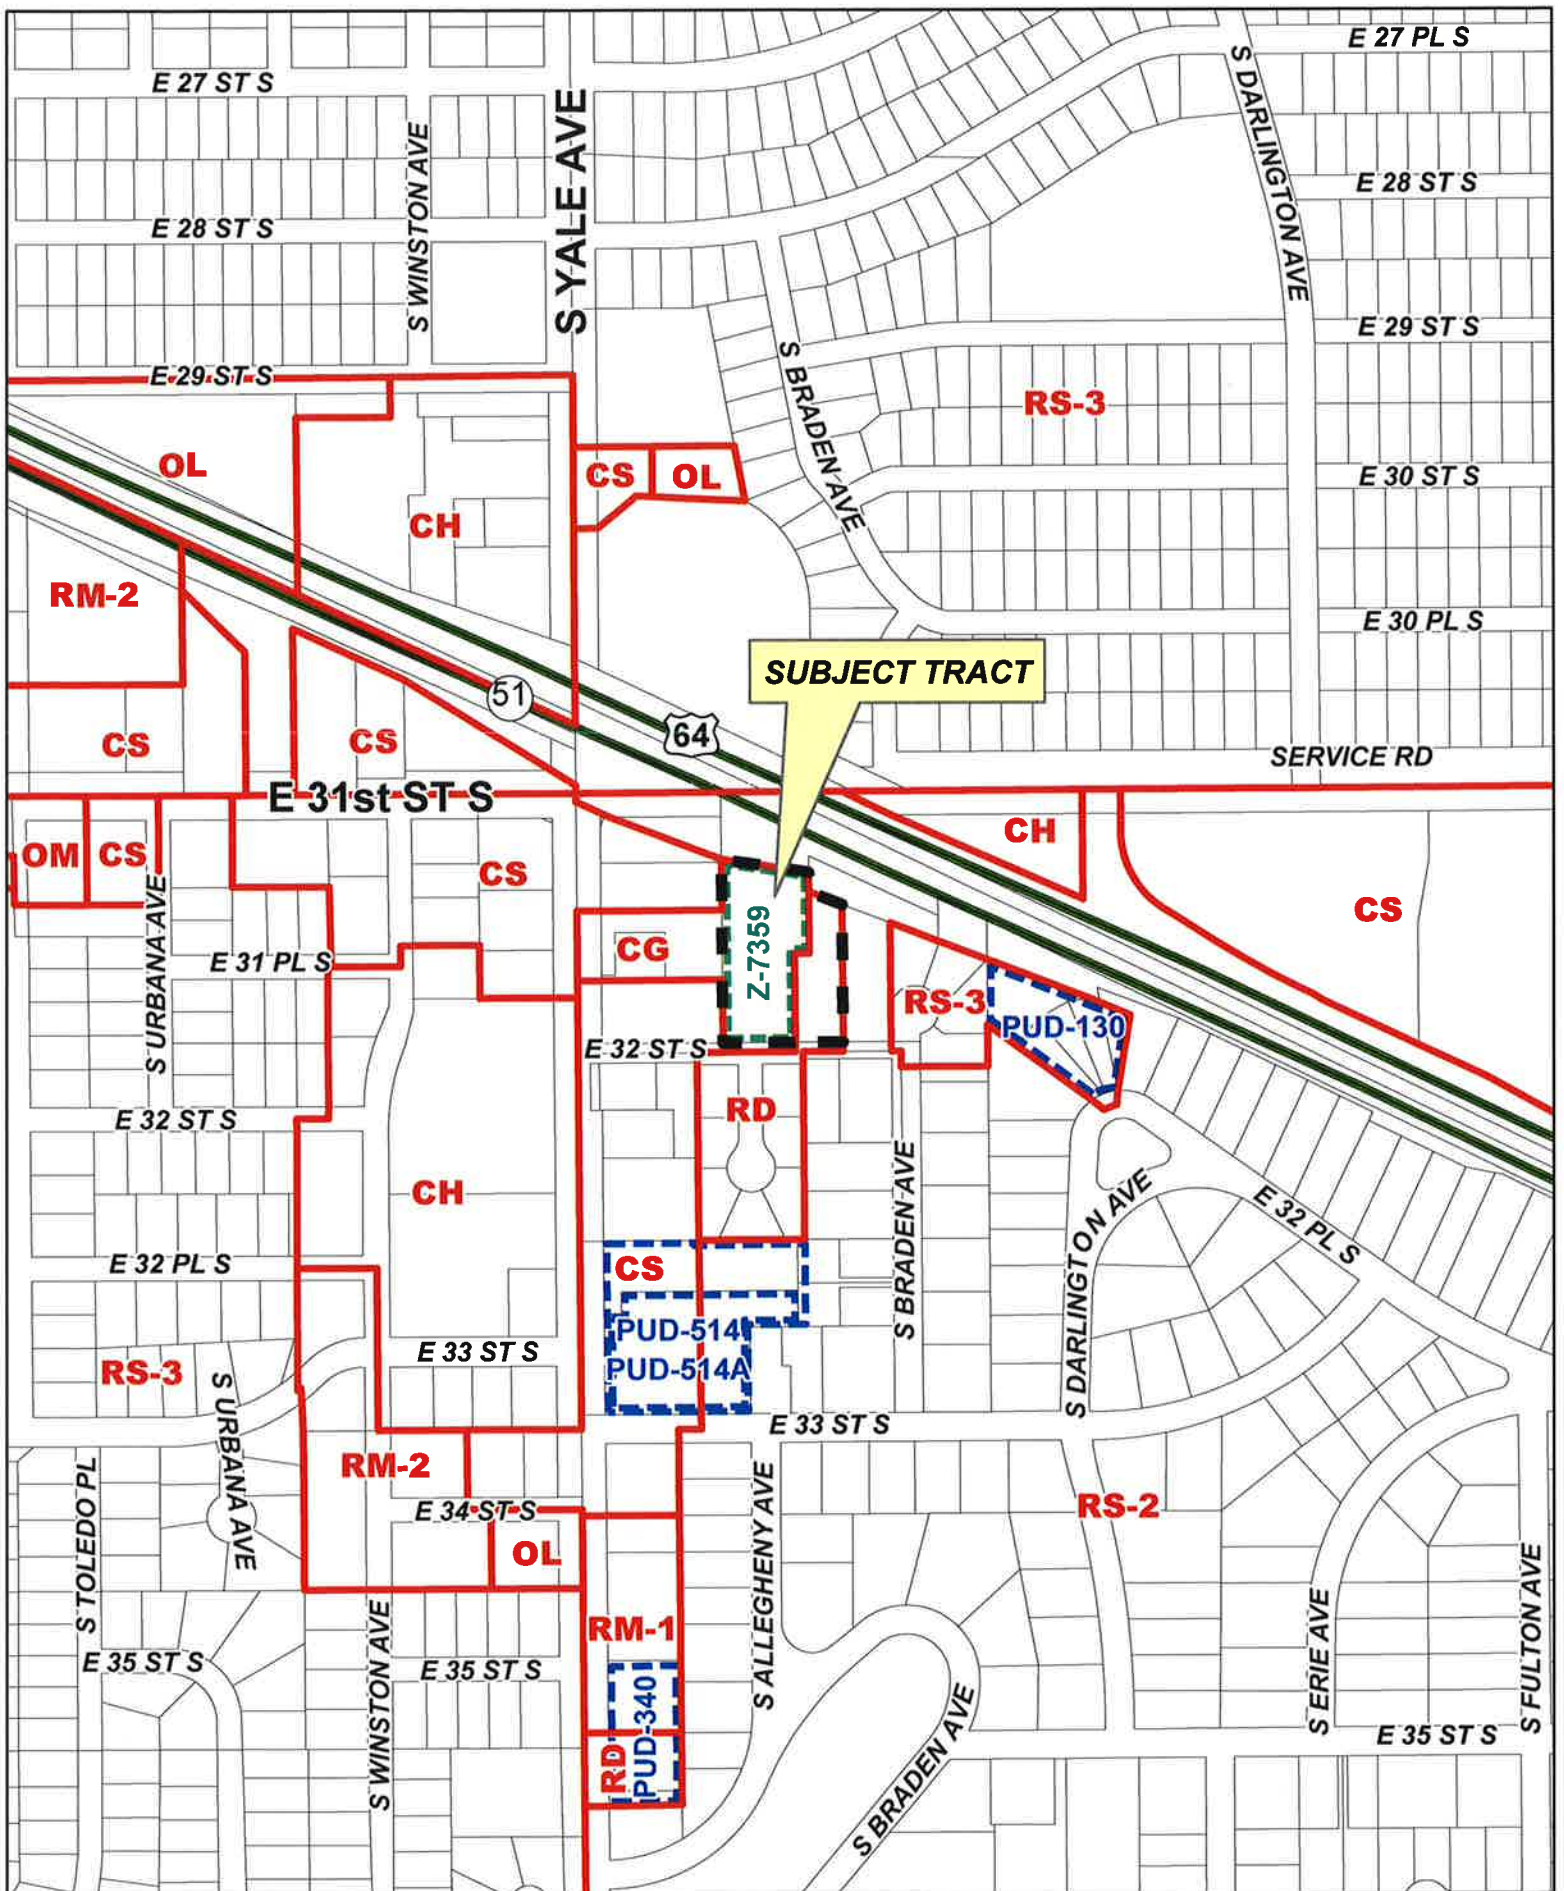 E 27 PL S
E 27 ST S
S YALE AVE
S WINSTON AVE
S DARLINGTON AVE
E 28 ST S
E 28 ST S
E 29 ST S
S BRADEN AVE
E 29 ST S
RS-3
OL
CS
OL
E 30 ST S
CH
RM-2
E 30 PL S
SUBJECT TRACT
51
64
CS
CS
SERVICE RD
E 31st ST S
CH
OM
CS
CS
CS
S URBANA AVE
Z-7359
CG
E 31 PL S
RS-3
PUD-130
E 32 ST S
RD
E 32 ST S
CH
S BRADEN AVE
S DARLINGTON AVE
E 32 PL S
E 32 PL S
CS
PUD-514
PUD-514A
E 33 ST S
RS-3
S URBANA AVE
E 33 ST S
RM-2
RS-2
E 34 ST S
OL
S TOLEDO PL
S ALLEGHENY AVE
S ERIE AVE
S FULTON AVE
RM-1
S WINSTON AVE
E 35 ST S
E 35 ST S
PUD-340
RD
S BRADEN AVE
E 35 ST S